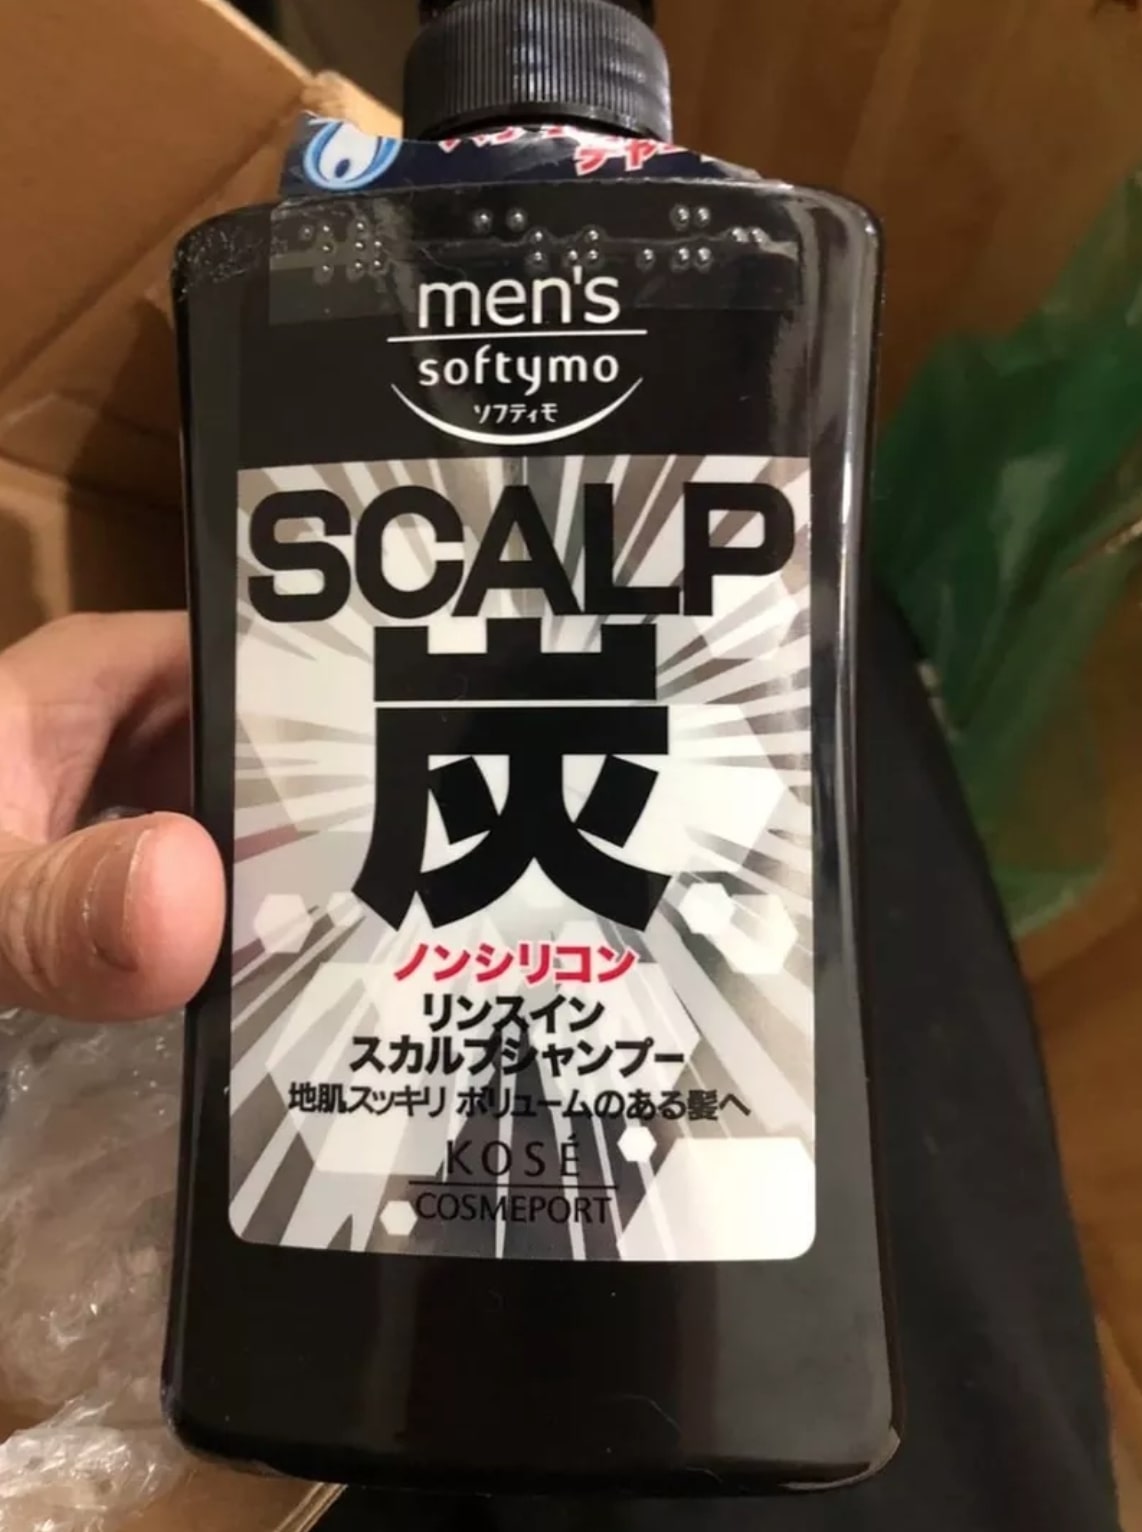 men's
softymo
ソフティモ
SCALP
炭
ノンシリコン
リンスイン
スカルプシャンプー
地肌スッキリ ボリュームのある髪へ
KOSÉ
COSMEPORT